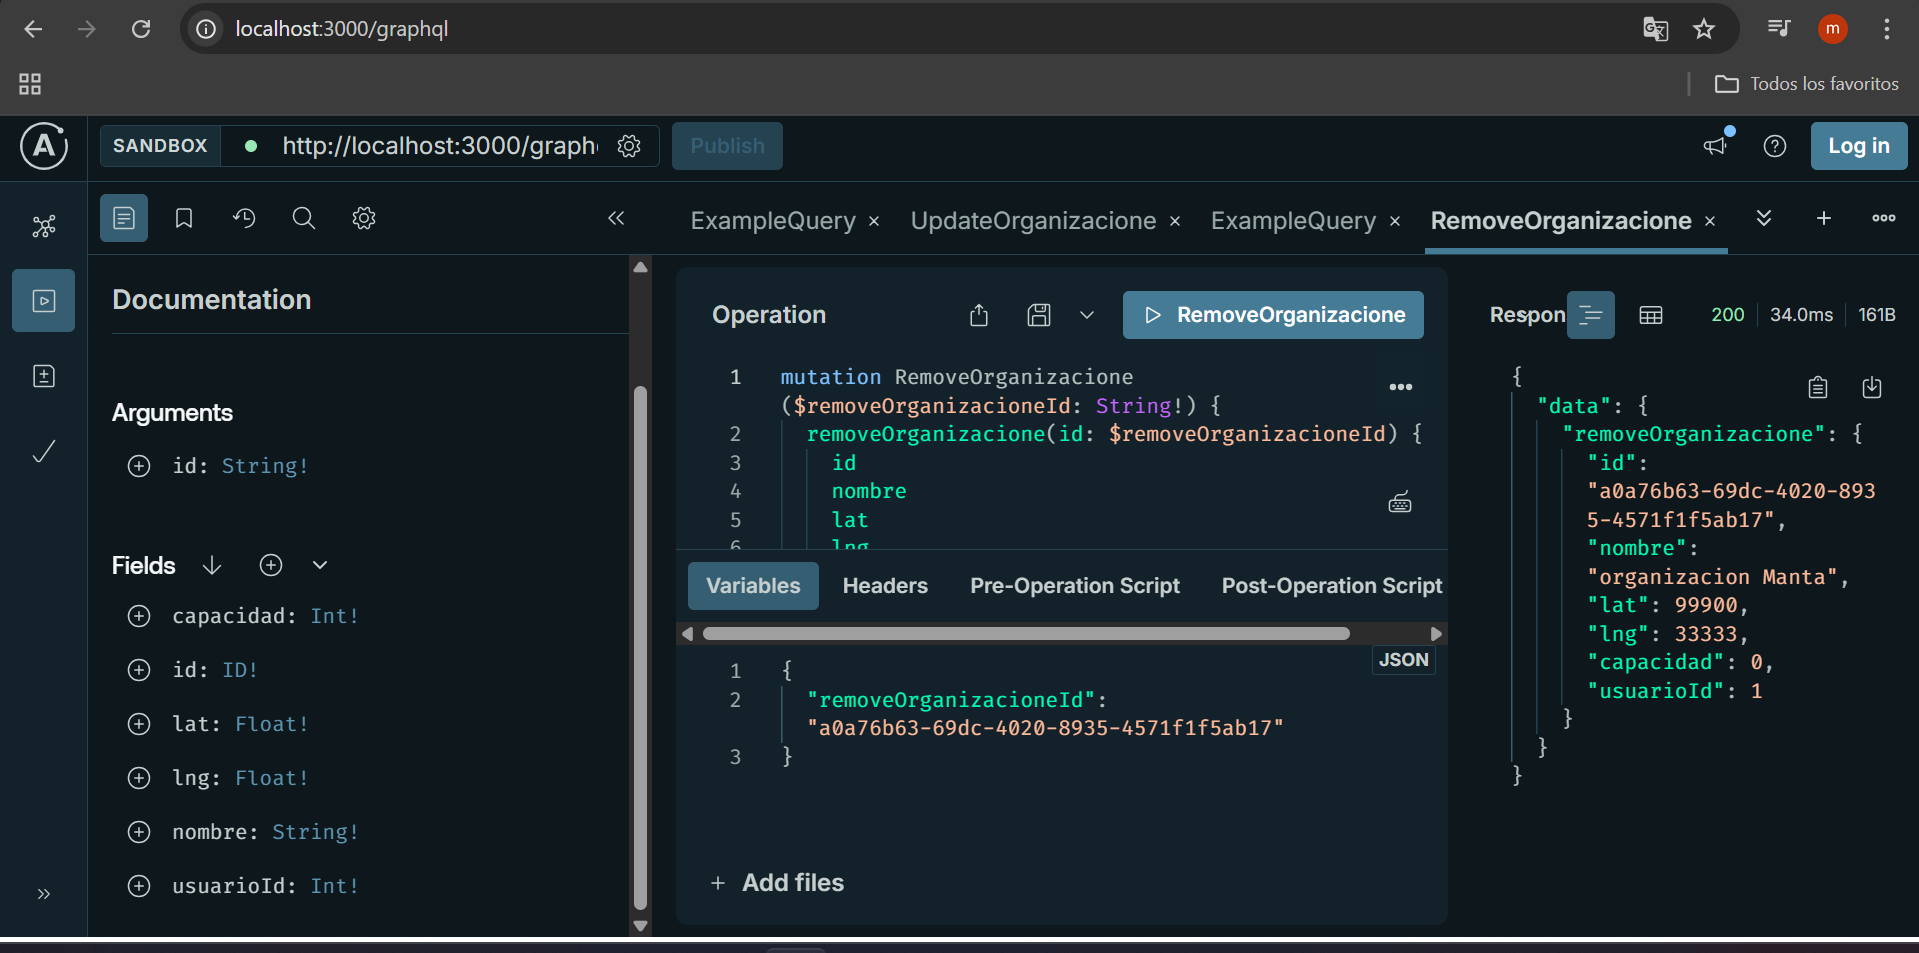 localhost:3000/graphql
m
Todos los favoritos
SANDBOX
http://localhost:3000/graph
Publish
Log in
ExampleQuery
UpdateOrganizacione
ExampleQuery
RemoveOrganizacione
Documentation
Arguments
id: String!
Fields
capacidad: Int!
id: ID!
lat: Float!
lng: Float!
nombre: String!
usuarioId: Int!
Operation
RemoveOrganizacione
1 mutation RemoveOrganizacione
($removeOrganizacioneId: String!) {
2 removeOrganizacione(id: $removeOrganizacioneId) {
3 id
4 nombre
5 lat
6 lng
Variables
Headers
Pre-Operation Script
Post-Operation Script
JSON
1 {
2 "removeOrganizacioneId":
"a0a76b63-69dc-4020-8935-4571f1f5ab17"
3 }
+ Add files
Respon
200
34.0ms
161B
{
"data": {
"removeOrganizacione": {
"id":
"a0a76b63-69dc-4020-893
5-4571f1f5ab17",
"nombre":
"organizacion Manta",
"lat": 99900,
"lng": 33333,
"capacidad": 0,
"usuarioId": 1
}
}
}